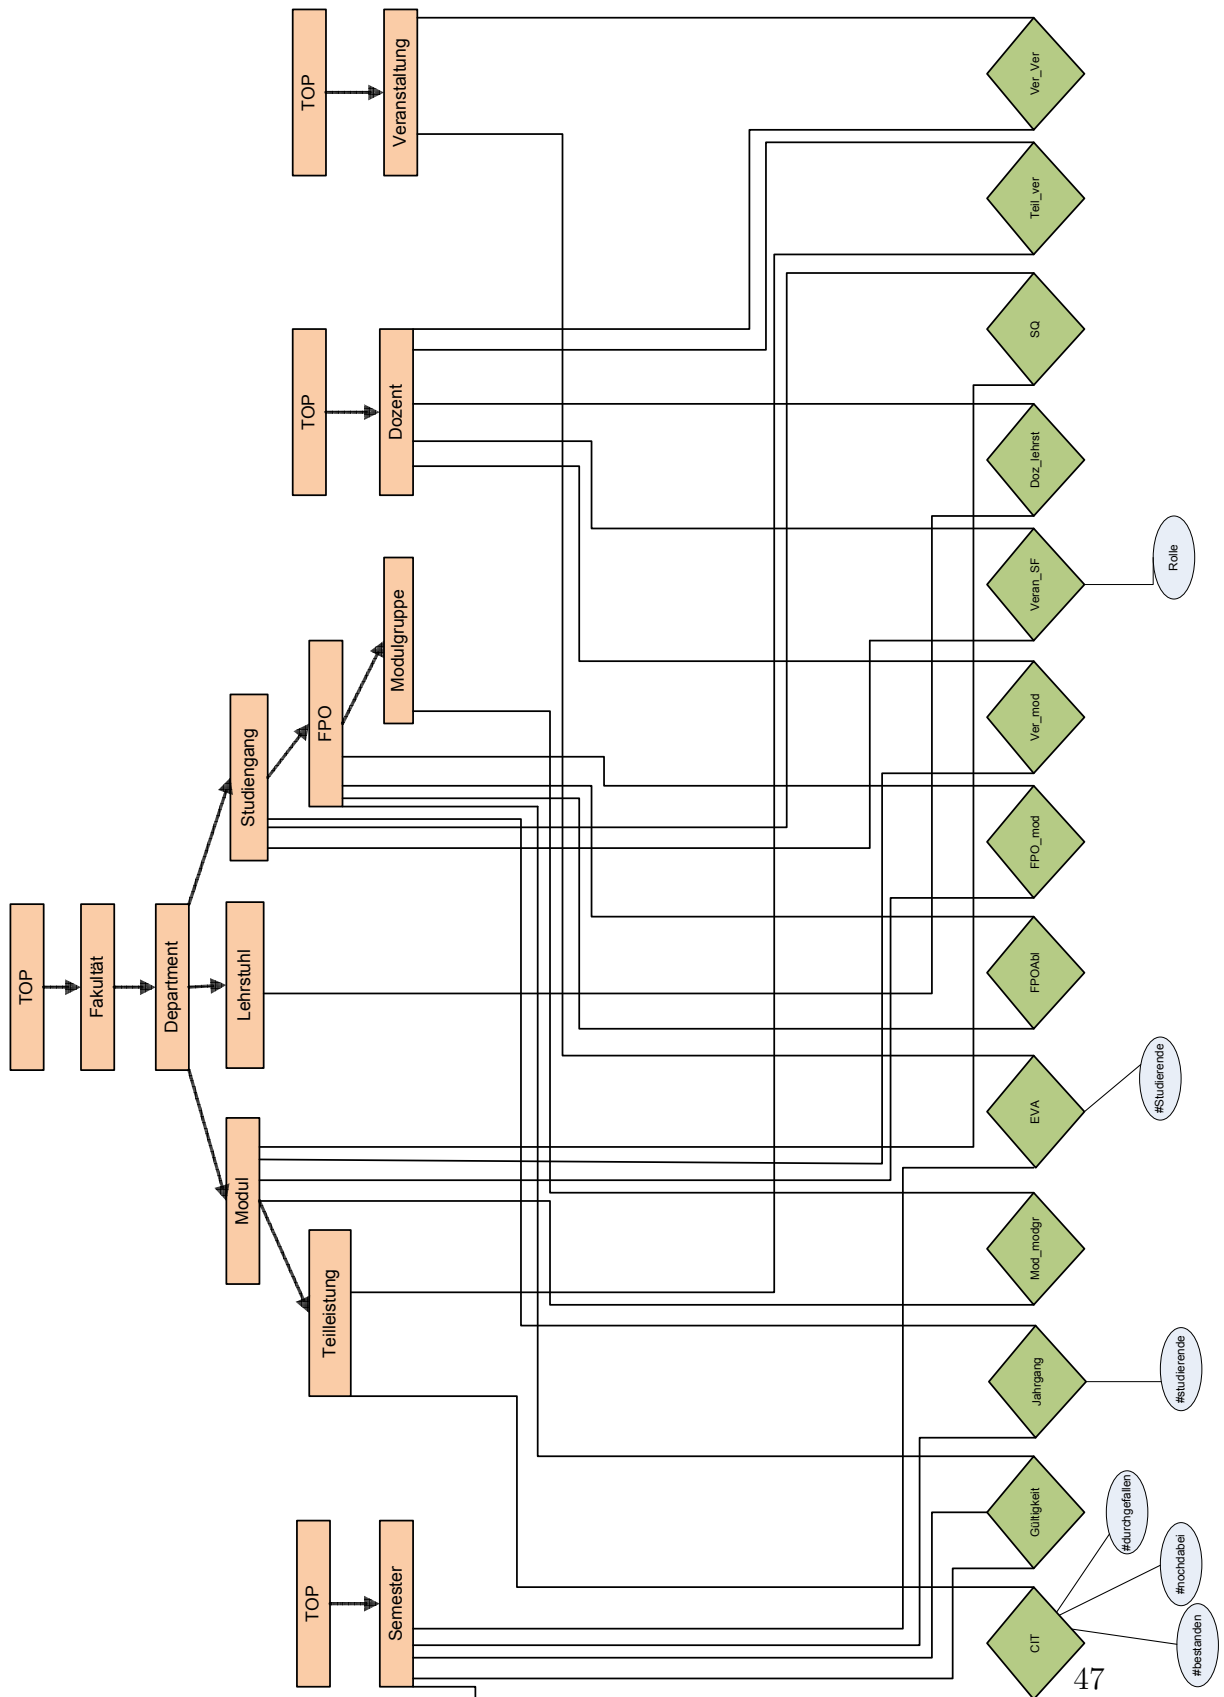 TOP
Fakultät
Department
Modul
Lehrstuhl
Studiengang
Teilleistung
FPO
Modulgruppe
TOP
Semester
TOP
Dozent
TOP
Veranstaltung
CIT
Gültigkeit
Jahrgang
Mod_modgr
EVA
FPOAbl
FPO_mod
Ver_mod
Veran_SF
Doz_lehrst
SQ
Teil_ver
Ver_Ver
#bestanden
#nochdabei
#durchgefallen
#studierende
#Studierende
Rolle
47